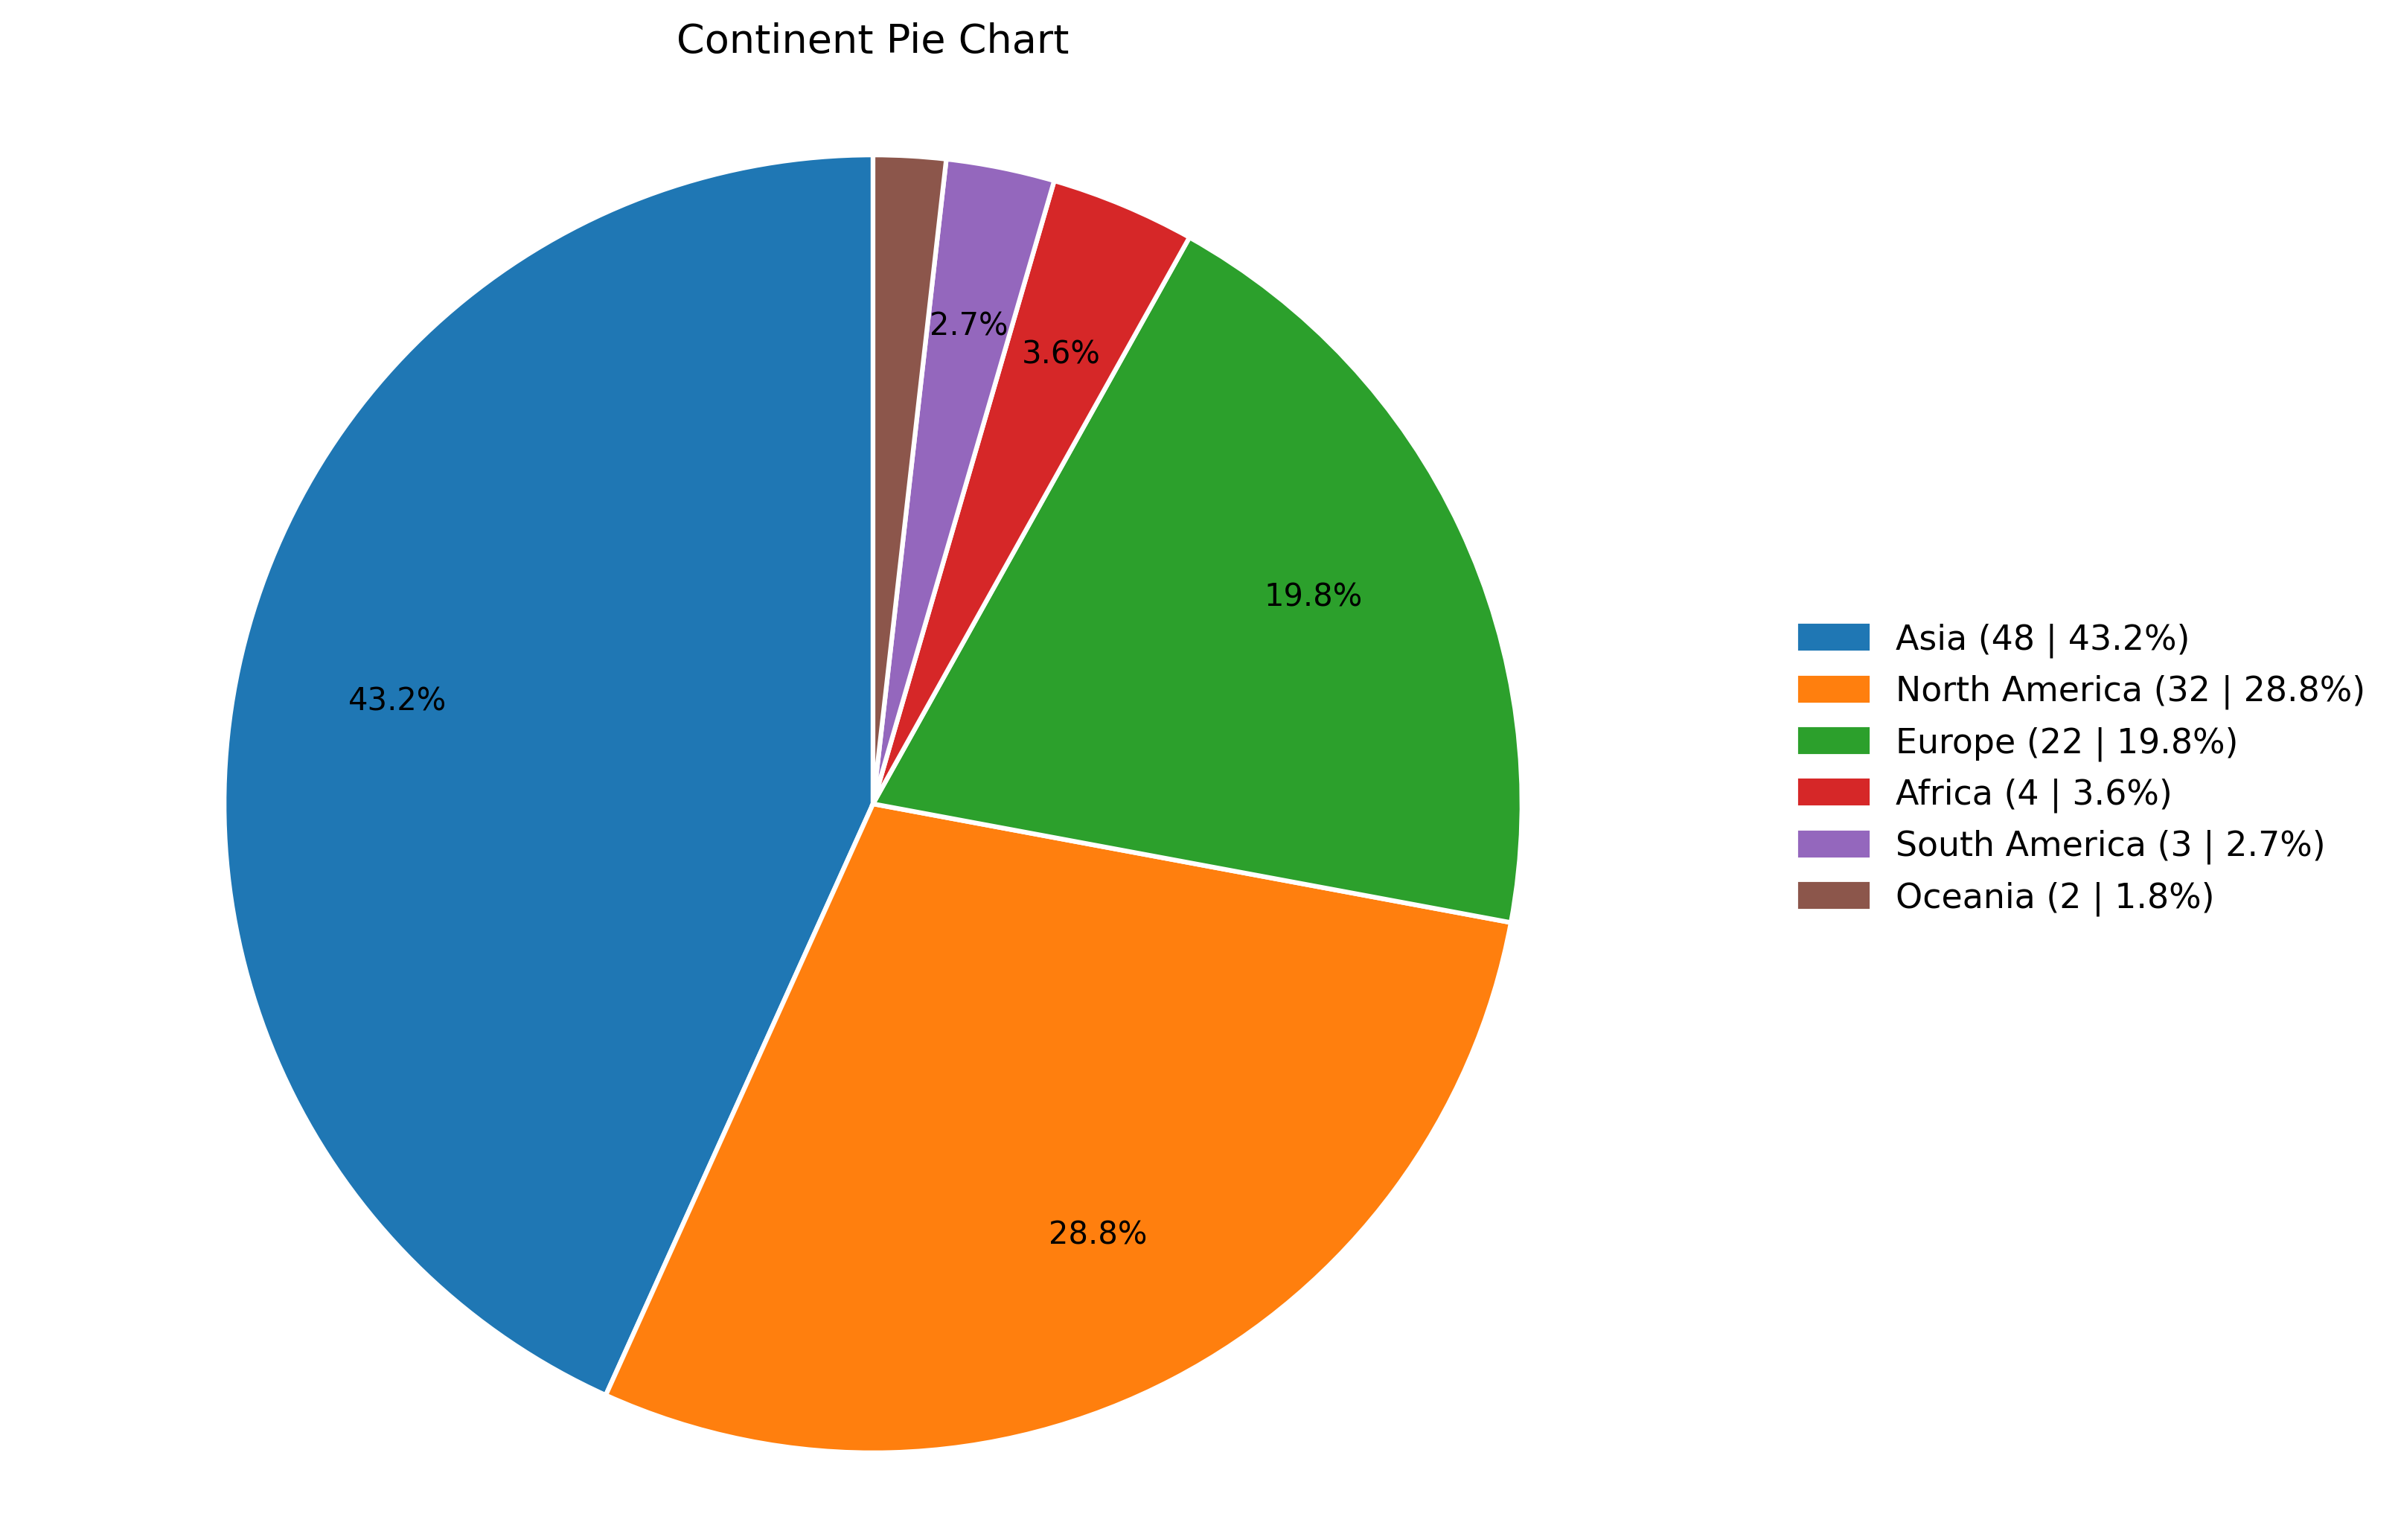 Continent Pie Chart
2.7%
3.6%
19.8%
43.2%
28.8%
Asia (48 | 43.2%)
North America (32 | 28.8%)
Europe (22 | 19.8%)
Africa (4 | 3.6%)
South America (3 | 2.7%)
Oceania (2 | 1.8%)